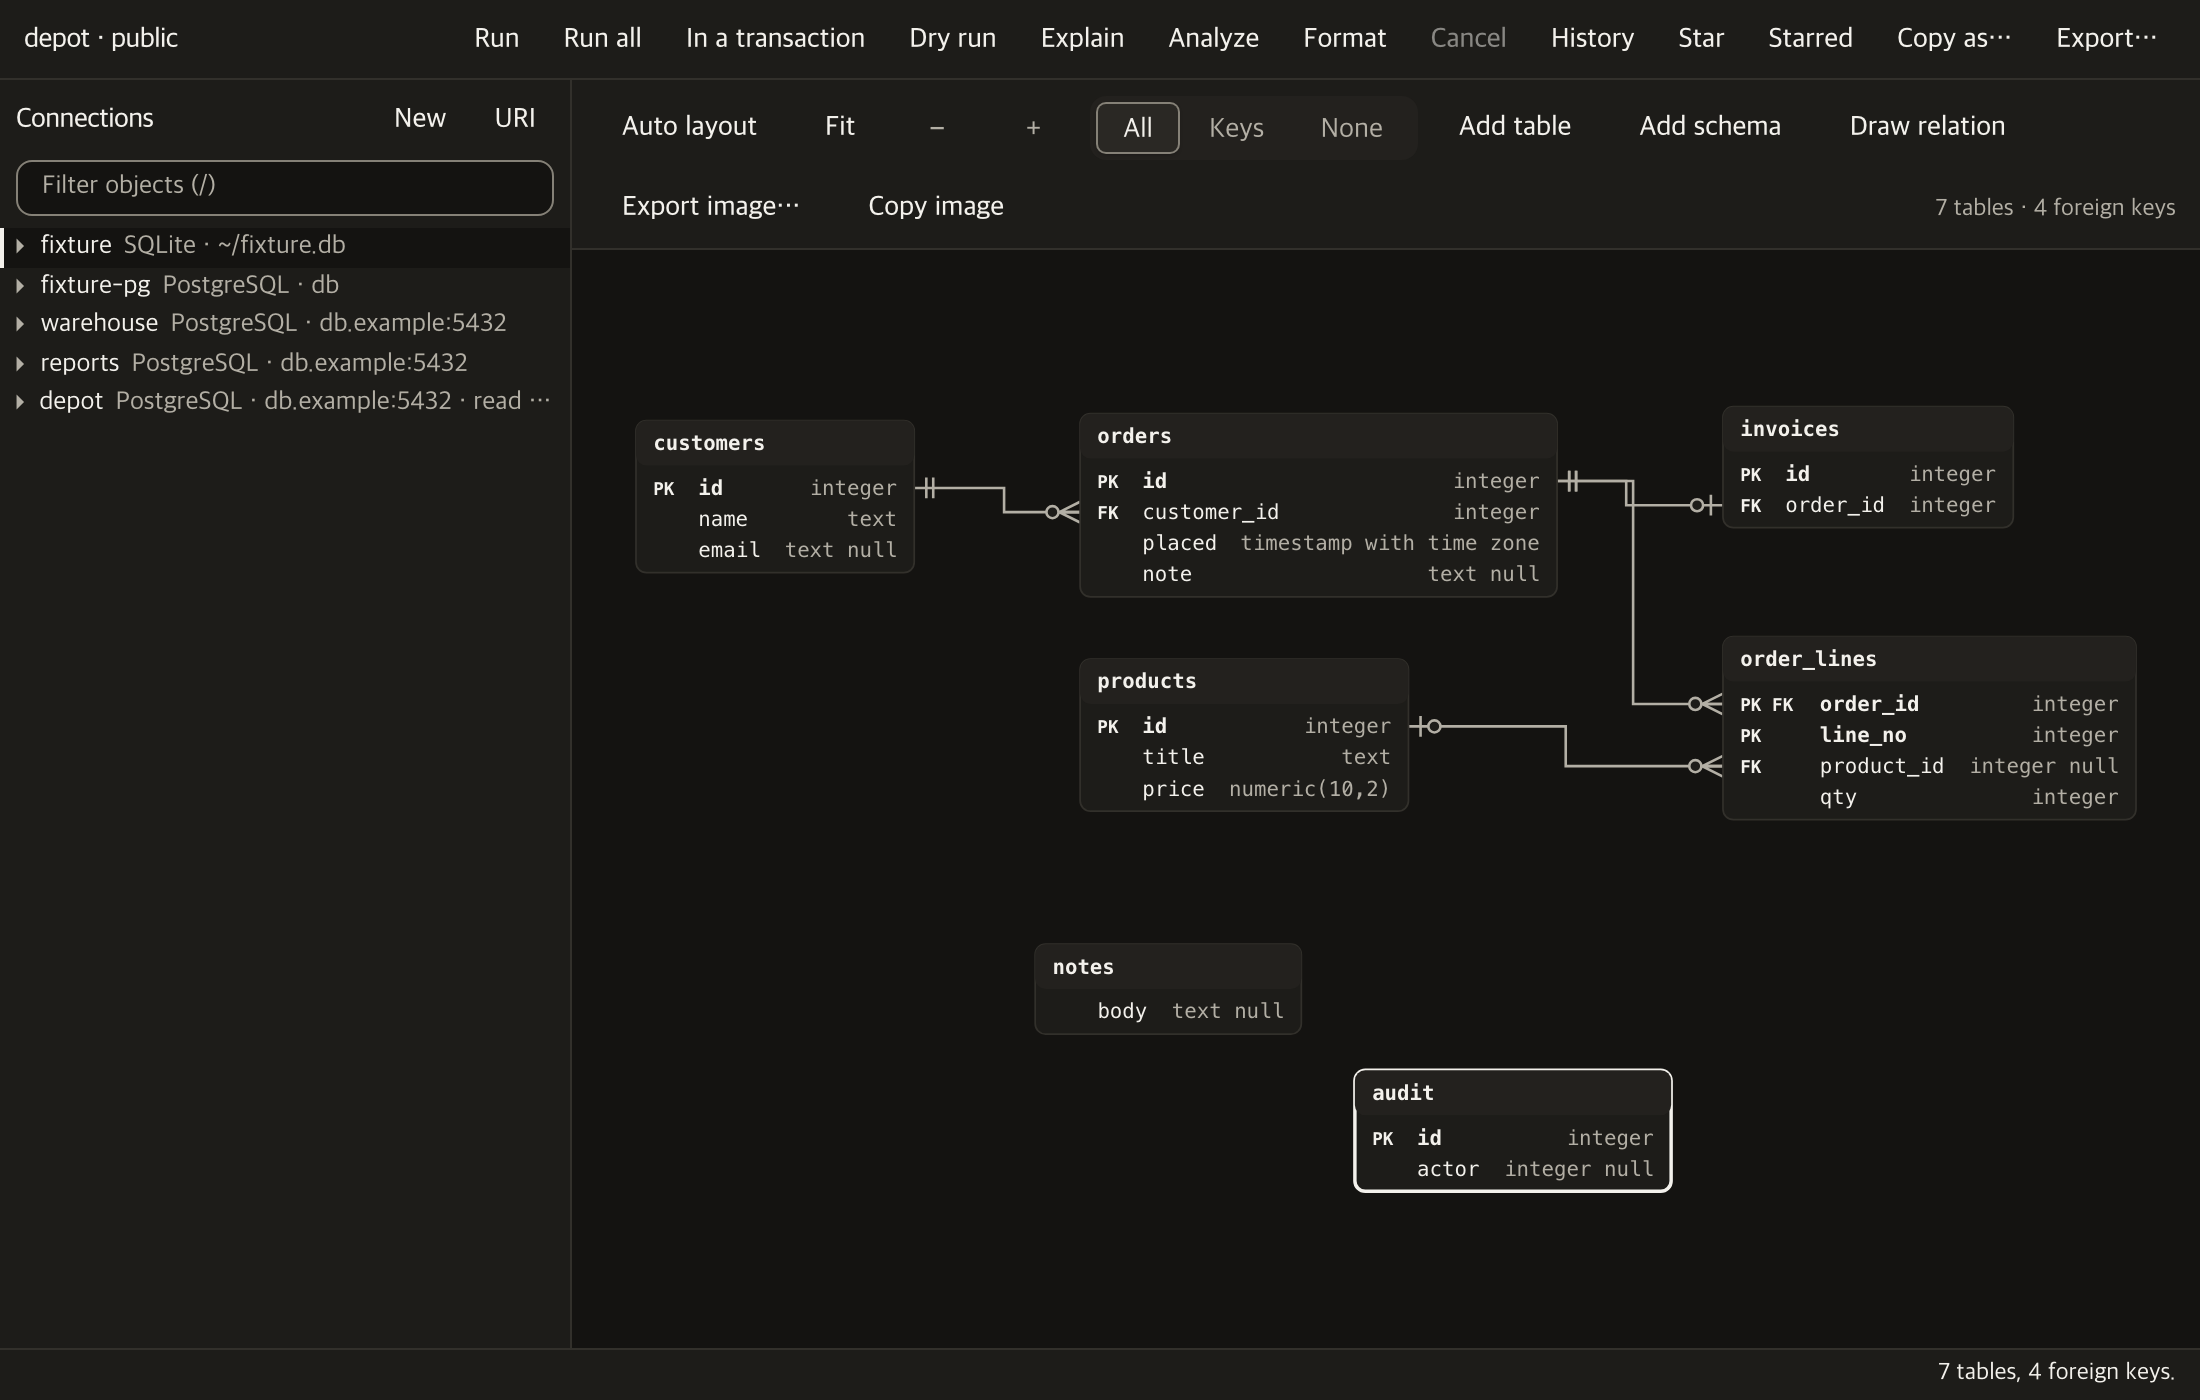 depot · public Run Run all In a transaction Dry run Explain Analyze Format Cancel History Star Starred Copy as··· Export···
Connections New URI
Filter objects (/)
fixture SQLite · ~/fixture.db
fixture-pg PostgreSQL · db
warehouse PostgreSQL · db.example:5432
reports PostgreSQL · db.example:5432
depot PostgreSQL · db.example:5432 · read ···
Auto layout Fit − + All Keys None Add table Add schema Draw relation
Export image··· Copy image 7 tables · 4 foreign keys
customers
PK id integer
name text
email text null
orders
PK id integer
FK customer_id integer
placed timestamp with time zone
note text null
invoices
PK id integer
FK order_id integer
products
PK id integer
title text
price numeric(10,2)
order_lines
PK FK order_id integer
PK line_no integer
FK product_id integer null
qty integer
notes
body text null
audit
PK id integer
actor integer null
7 tables, 4 foreign keys.